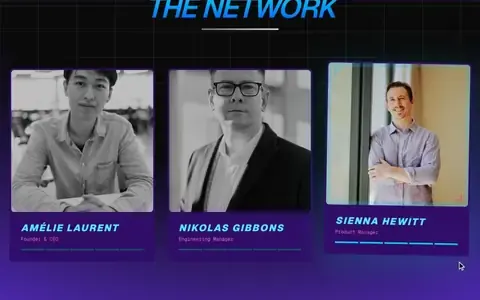 THE NETWORK
AMÉLIE LAURENT
Founder & CEO
NIKOLAS GIBBONS
Engineering Manager
SIENNA HEWITT
Product Manager